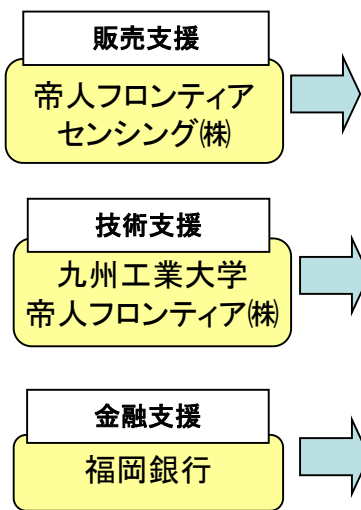 販売支援
帝人フロンティア
センシング㈱
技術支援
九州工業大学
帝人フロンティア㈱
金融支援
福岡銀行